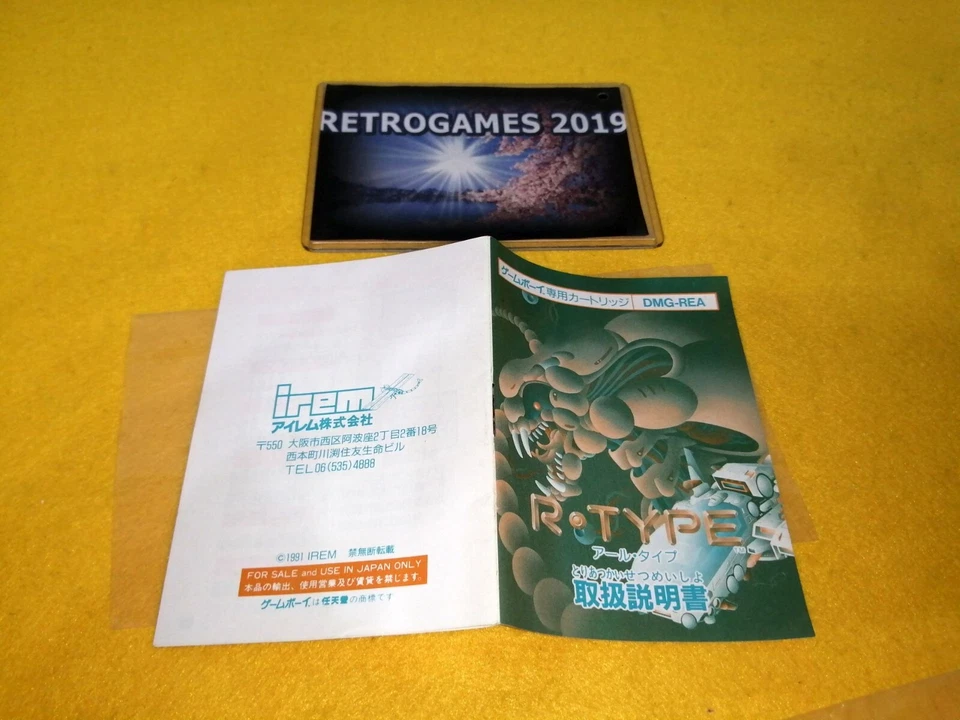 RETROGAMES 2019
irem
アイレム株式会社
〒550 大阪市西区阿波座2丁目2番18号
西本町川渕住友生命ビル
TEL.06(535)4888
©1991 IREM 禁無断転載
FOR SALE and USE IN JAPAN ONLY
本品の輸出、使用営業及び賃貸を禁じます。
ゲームボーイは任天堂の商標です
ゲームボーイ専用カートリッジ DMG-REA
R・TYPE™
アール・タイプ
とりあつかいせつめいしょ
取扱説明書